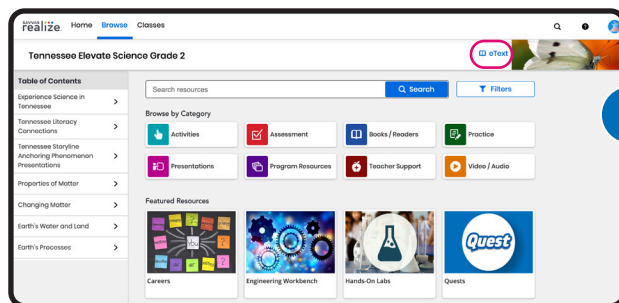 savvas
realize.
Home Browse Classes
Tennessee Elevate Science Grade 2
eText
Table of Contents
Experience Science in
Tennessee
Tennessee Literacy
Connections
Tennessee Storyline
Anchoring Phenomenon
Presentations
Properties of Matter
Changing Matter
Earth's Water and Land
Earth's Processes
Search resources
Search
Filters
Browse by Category
Activities
Assessment
Books / Readers
Practice
Presentations
Program Resources
Teacher Support
Video / Audio
Featured Resources
You
Quest
Careers
Engineering Workbench
Hands-On Labs
Quests